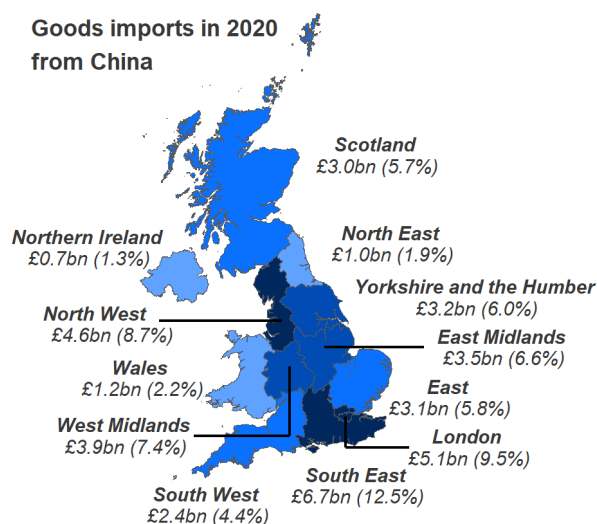 Goods imports in 2020
from China
Scotland
£3.0bn (5.7%)
Northern Ireland
£0.7bn (1.3%)
North East
£1.0bn (1.9%)
Yorkshire and the Humber
£3.2bn (6.0%)
North West
£4.6bn (8.7%)
East Midlands
£3.5bn (6.6%)
Wales
£1.2bn (2.2%)
East
£3.1bn (5.8%)
West Midlands
£3.9bn (7.4%)
London
£5.1bn (9.5%)
South East
£6.7bn (12.5%)
South West
£2.4bn (4.4%)